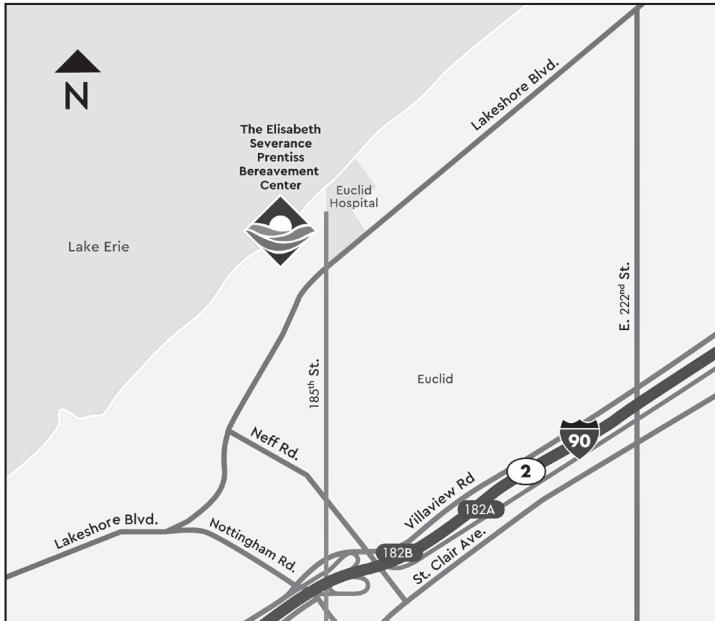 N
The Elisabeth
Severance
Prentiss
Bereavement
Center
Lakeshore Blvd.
Euclid
Hospital
Lake Erie
E. 222nd St.
185th St.
Euclid
Neff Rd.
90
2
Villaview Rd
182A
Lakeshore Blvd.
Nottingham Rd.
182B
St. Clair Ave.